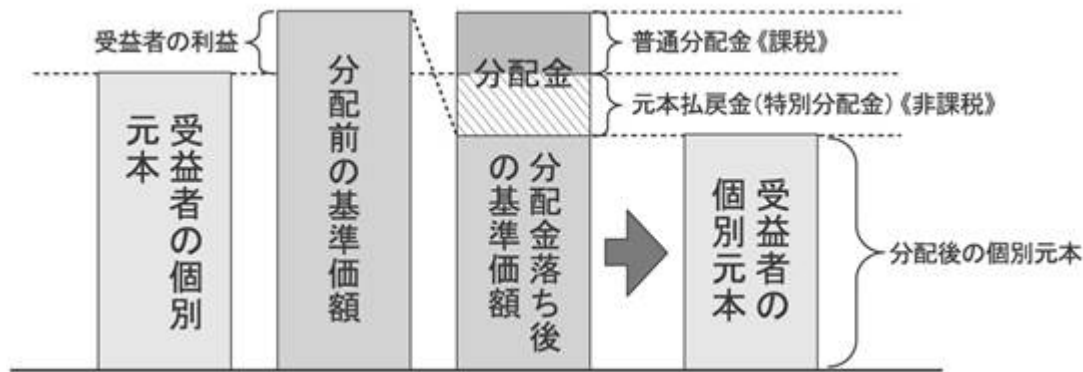 受益者の利益
受益者の個別
元本
分配前の基準価額
分配金
分配金落ち後
の基準価額
普通分配金《課税》
元本払戻金(特別分配金)《非課税》
受益者の
個別元本
分配後の個別元本